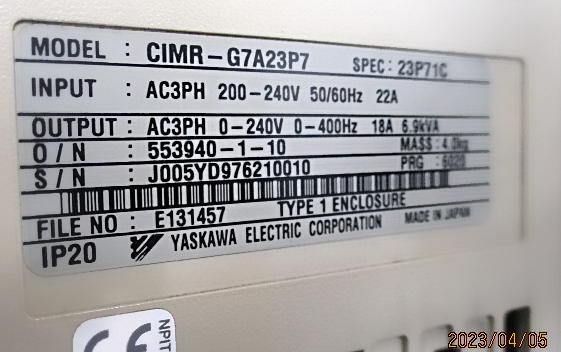 MODEL : CIMR-G7A23P7 SPEC: 23P71C
INPUT : AC3PH 200-240V 50/60Hz 22A
OUTPUT : AC3PH 0-240V 0-400Hz 18A 6.9kVA
O/N : 553940-1-10 MASS: 4.0kg
S/N : J005YD976210010 PRG : 6020
FILE NO : E131457 TYPE 1 ENCLOSURE
IP20 YASKAWA ELECTRIC CORPORATION MADE IN JAPAN
CE
2023/04/05